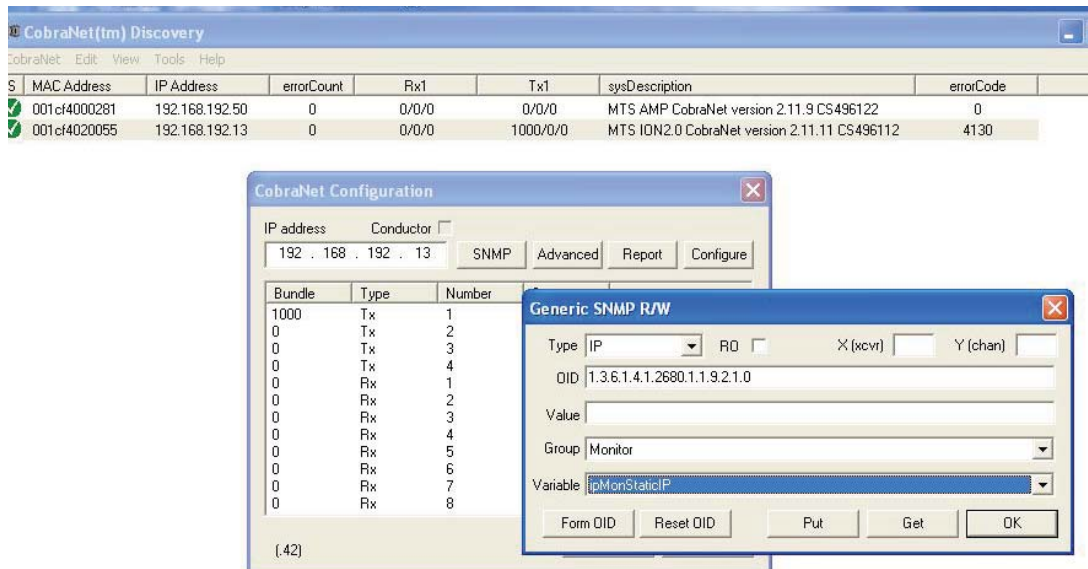 CobraNet(tm) Discovery
CobraNet Edit View Tools Help
S MAC Address IP Address errorCount Rx1 Tx1 sysDescription errorCode
001cf4000281 192.168.192.50 0 0/0/0 0/0/0 MTS AMP CobraNet version 2.11.9 CS496122 0
001cf4020055 192.168.192.13 0 0/0/0 1000/0/0 MTS ION2.0 CobraNet version 2.11.11 CS496112 4130
CobraNet Configuration
IP address Conductor
192 . 168 . 192 . 13 SNMP Advanced Report Configure
Bundle Type Number
1000 Tx 1
0 Tx 2
0 Tx 3
0 Tx 4
0 Rx 1
0 Rx 2
0 Rx 3
0 Rx 4
0 Rx 5
0 Rx 6
0 Rx 7
0 Rx 8
(.42)
Generic SNMP R/W
Type IP RO X (xcvr) Y (chan)
OID 1.3.6.1.4.1.2680.1.1.9.2.1.0
Value
Group Monitor
Variable ipMonStaticIP
Form OID Reset OID Put Get OK